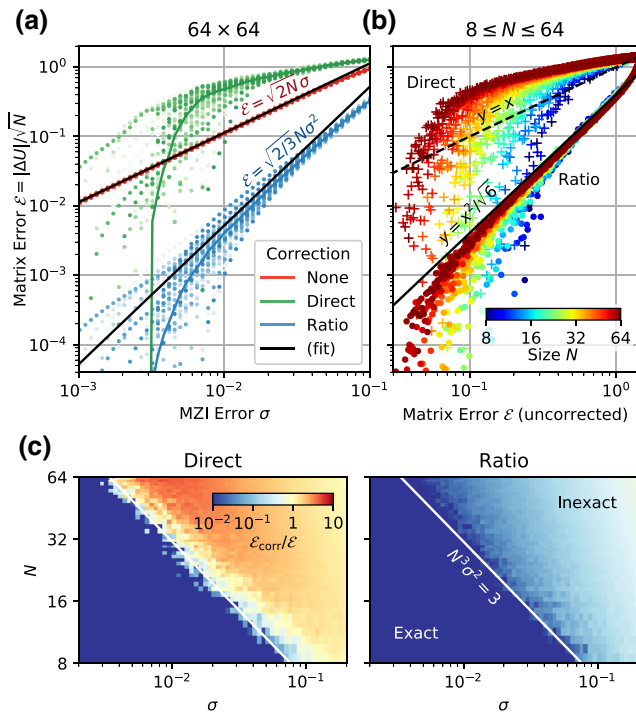 (a)
64 × 64
10⁰
10⁻¹
10⁻²
10⁻³
10⁻⁴
Matrix Error ℰ = |ΔU|/√N
ℰ = √2Nσ
ℰ = √2/3Nσ²
Correction
None
Direct
Ratio
(fit)
10⁻³
10⁻²
10⁻¹
MZI Error σ
(b)
8 ≤ N ≤ 64
Direct
y = x
Ratio
y = x²/√6
8
16
32
64
Size N
10⁻¹
10⁰
Matrix Error ℰ (uncorrected)
(c)
Direct
64
32
16
8
N
10⁻²
10⁻¹
1
10
ℰcorr/ℰ
10⁻²
10⁻¹
σ
Ratio
Inexact
N³σ² = 3
Exact
10⁻²
10⁻¹
σ